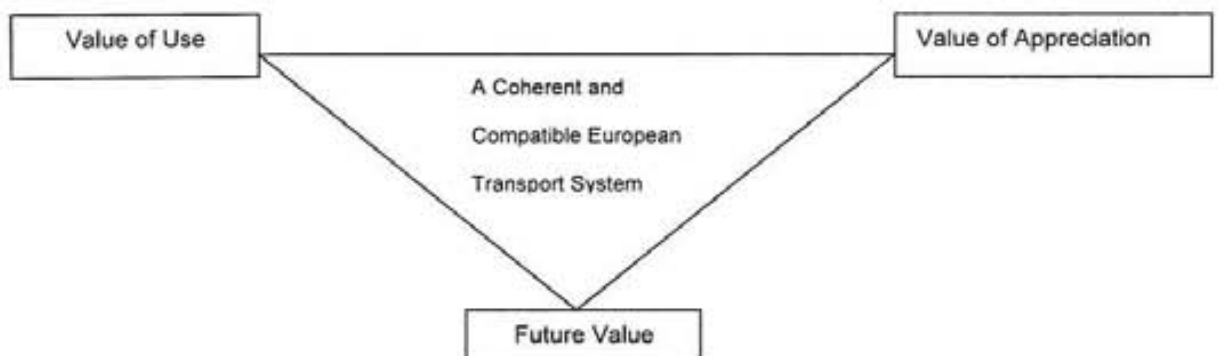 Value of Use
Value of Appreciation
A Coherent and
Compatible European
Transport System
Future Value